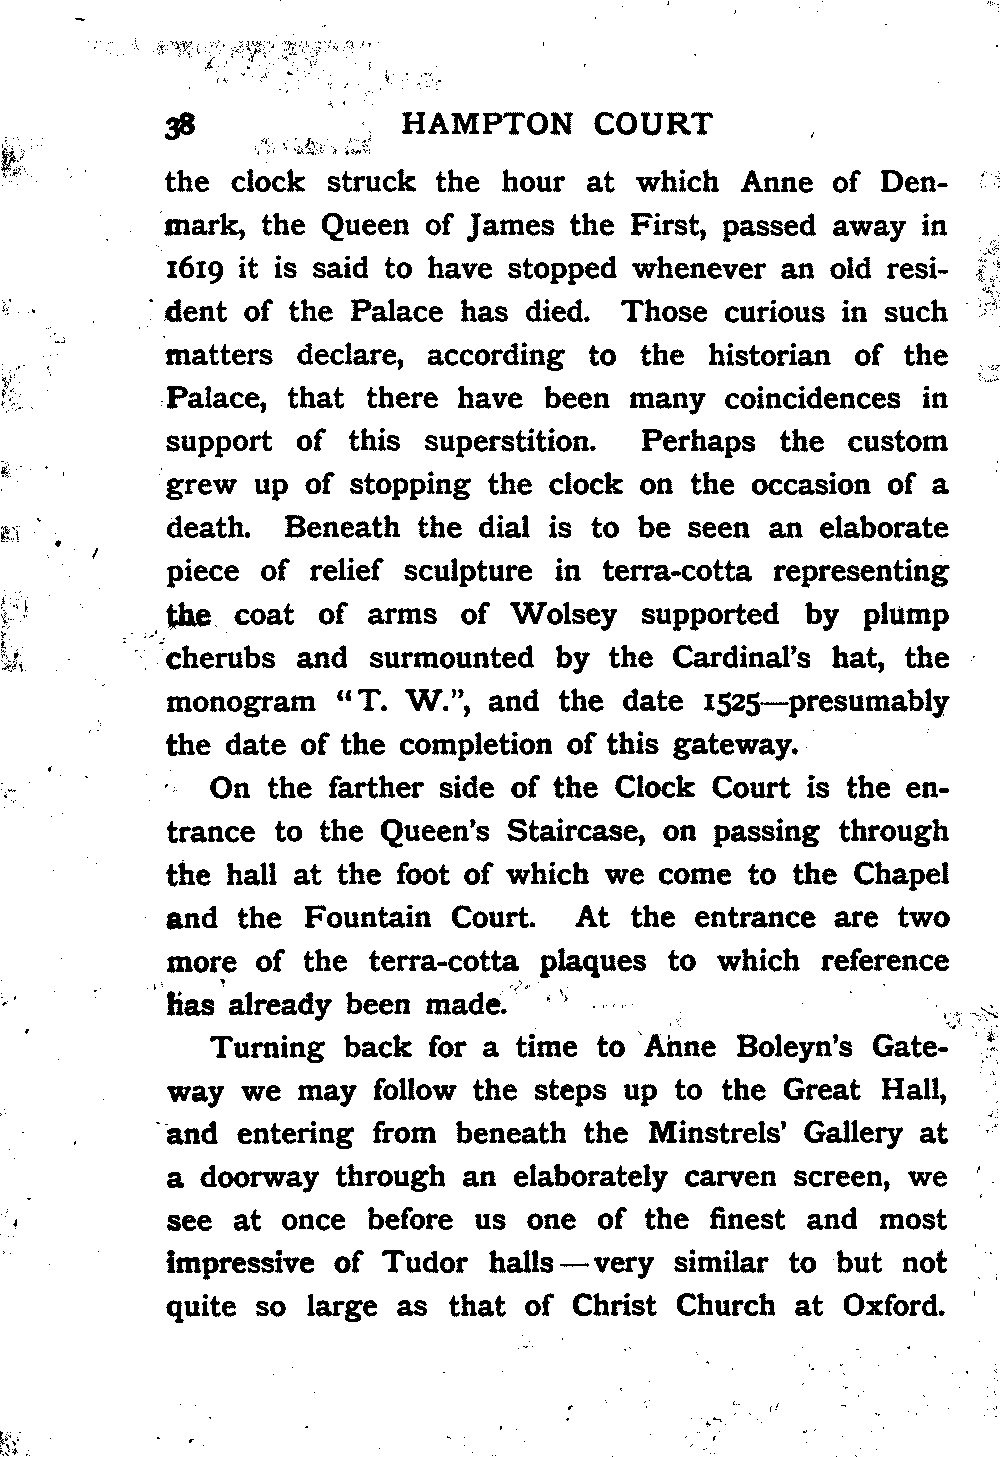 38 HAMPTON COURT
the clock struck the hour at which Anne of Den-
mark, the Queen of James the First, passed away in
1619 it is said to have stopped whenever an old resi-
dent of the Palace has died. Those curious in such
matters declare, according to the historian of the
Palace, that there have been many coincidences in
support of this superstition. Perhaps the custom
grew up of stopping the clock on the occasion of a
death. Beneath the dial is to be seen an elaborate
piece of relief sculpture in terra-cotta representing
the coat of arms of Wolsey supported by plump
cherubs and surmounted by the Cardinal's hat, the
monogram "T. W.", and the date 1525—presumably
the date of the completion of this gateway.
On the farther side of the Clock Court is the en-
trance to the Queen's Staircase, on passing through
the hall at the foot of which we come to the Chapel
and the Fountain Court. At the entrance are two
more of the terra-cotta plaques to which reference
has already been made.
Turning back for a time to Anne Boleyn's Gate-
way we may follow the steps up to the Great Hall,
and entering from beneath the Minstrels' Gallery at
a doorway through an elaborately carven screen, we
see at once before us one of the finest and most
impressive of Tudor halls—very similar to but not
quite so large as that of Christ Church at Oxford.